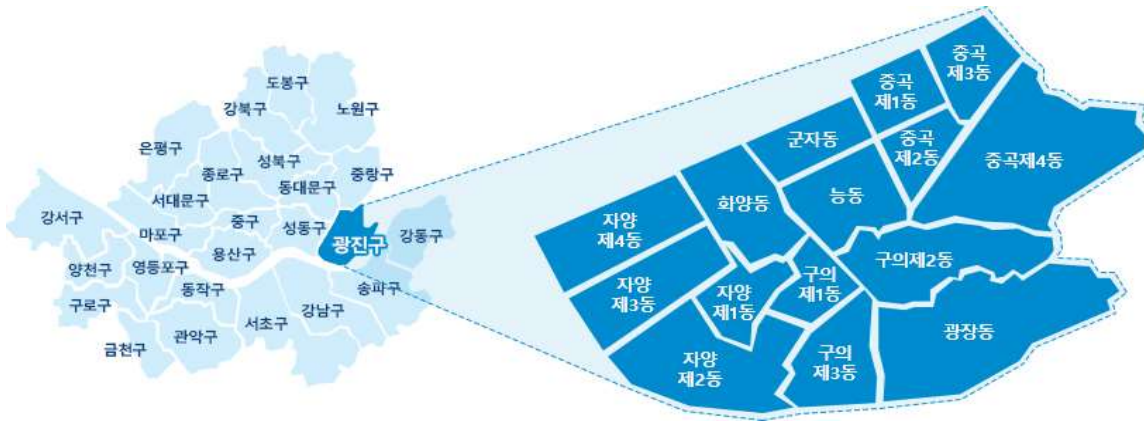 도봉구
강북구
노원구
은평구
성북구
종로구
중랑구
동대문구
서대문구
강서구
중구
성동구
광진구
강동구
마포구
용산구
양천구
영등포구
송파구
동작구
구로구
강남구
서초구
관악구
금천구
중곡
제3동
중곡
제1동
군자동
중곡
제2동
중곡제4동
능동
화양동
자양
제4동
구의제2동
자양
제3동
구의
제1동
자양
제1동
광장동
자양
제2동
구의
제3동